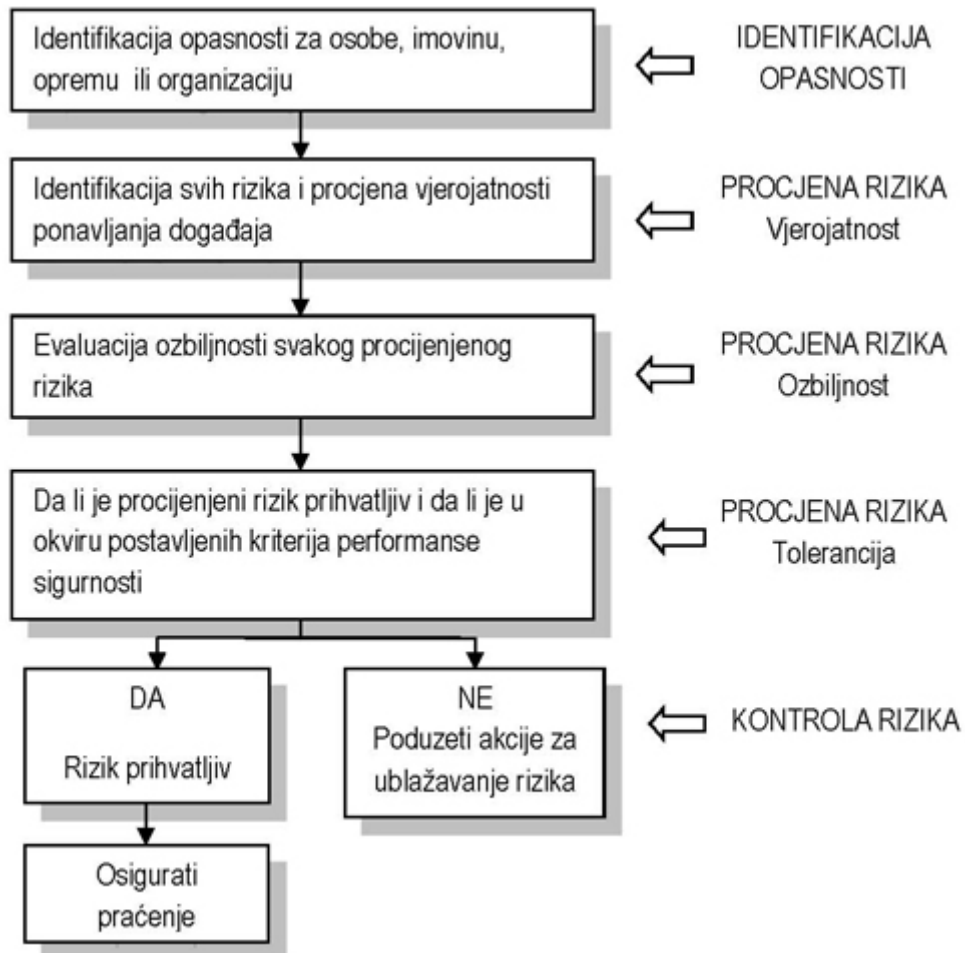 Identifikacija opasnosti za osobe, imovinu,
opremu ili organizaciju
IDENTIFIKACIJA
OPASNOSTI
Identifikacija svih rizika i procjena vjerojatnosti
ponavljanja događaja
PROCJENA RIZIKA
Vjerojatnost
Evaluacija ozbiljnosti svakog procijenjenog
rizika
PROCJENA RIZIKA
Ozbiljnost
Da li je procijenjeni rizik prihvatljiv i da li je u
okviru postavljenih kriterija performanse
sigurnosti
PROCJENA RIZIKA
Tolerancija
DA
Rizik prihvatljiv
NE
Poduzeti akcije za
ublažavanje rizika
KONTROLA RIZIKA
Osigurati
praćenje